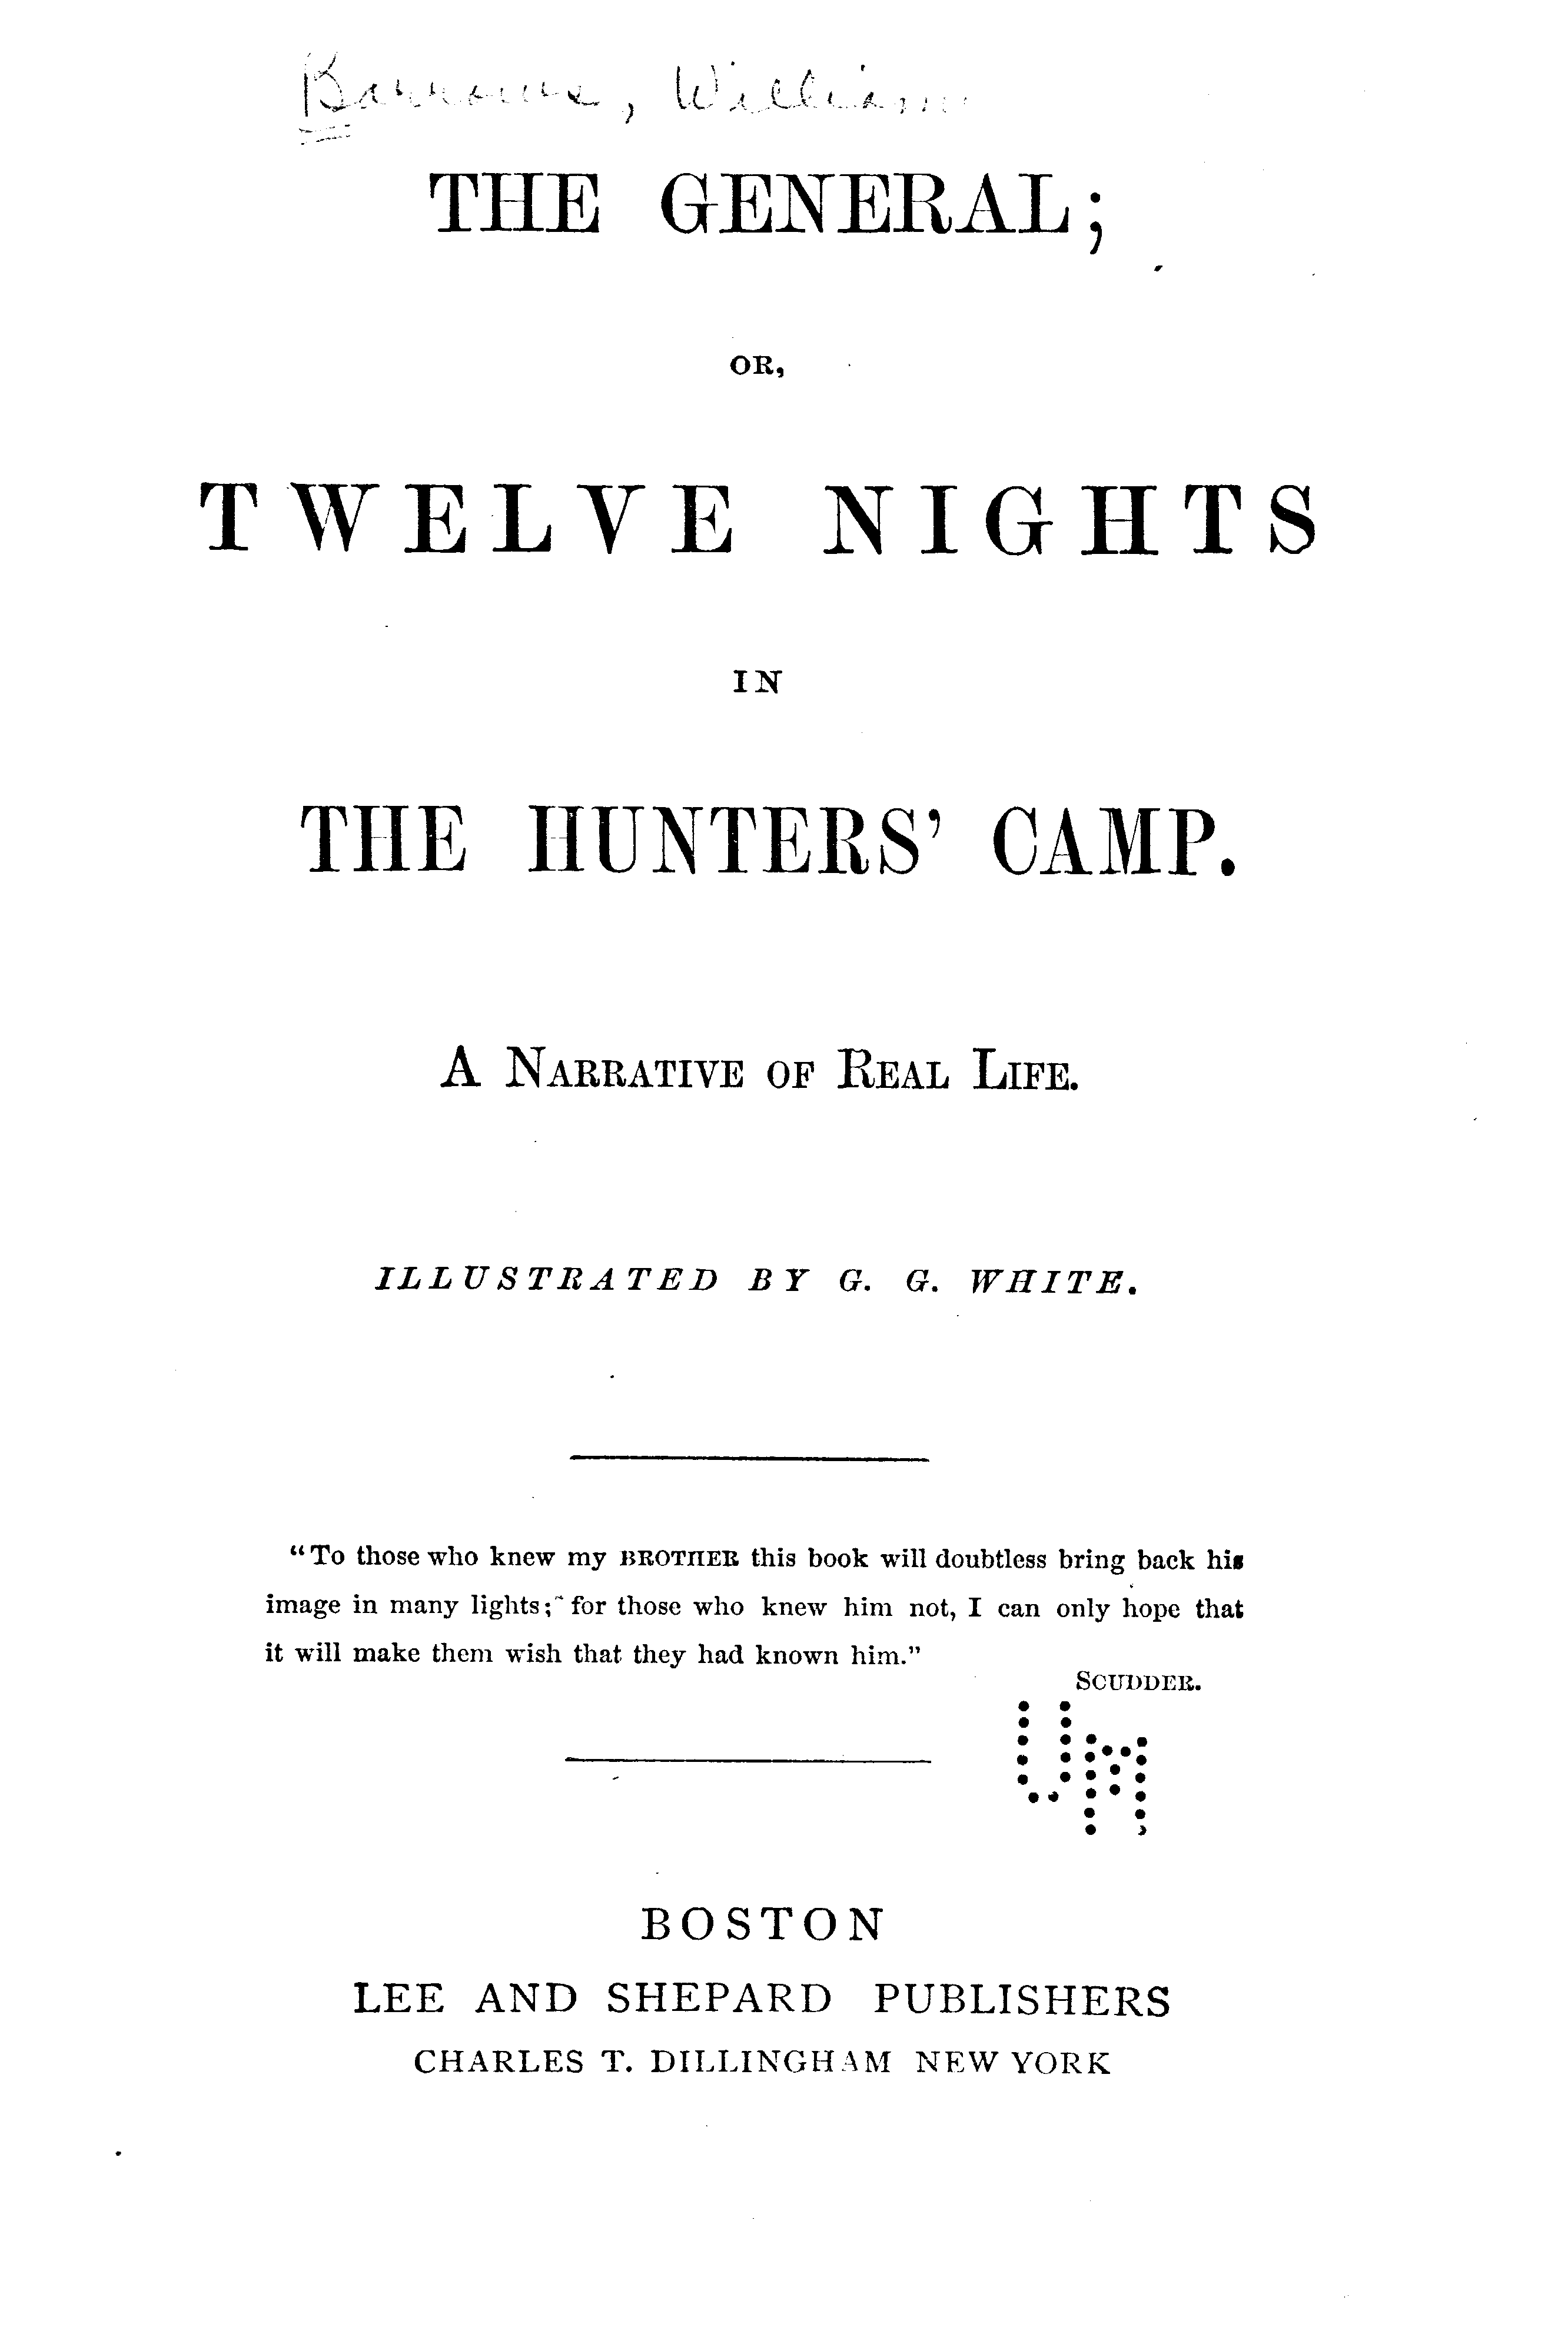 Barrows, William
THE GENERAL;
OR,
TWELVE NIGHTS
IN
THE HUNTERS' CAMP.
A NARRATIVE OF REAL LIFE.
ILLUSTRATED BY G. G. WHITE.
“To those who knew my BROTHER this book will doubtless bring back his
image in many lights; for those who knew him not, I can only hope that
it will make them wish that they had known him.”
SCUDDER.
UM
BOSTON
LEE AND SHEPARD PUBLISHERS
CHARLES T. DILLINGHAM NEW YORK